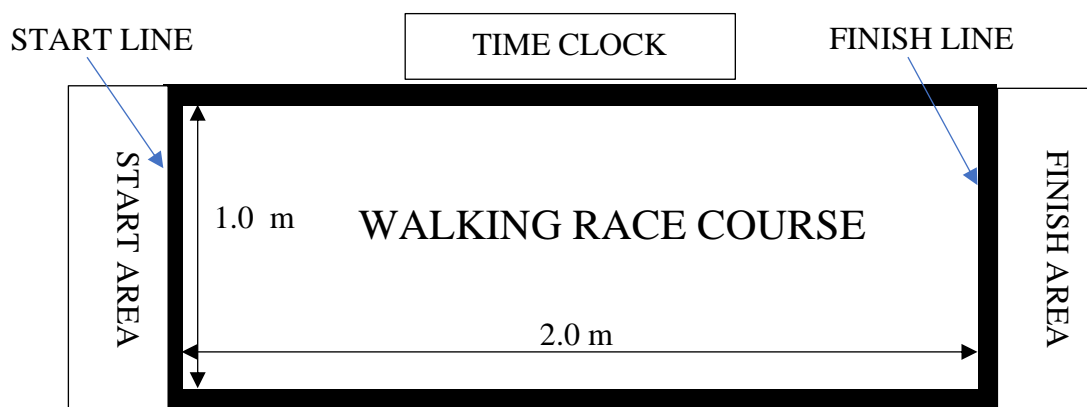 START LINE
TIME CLOCK
FINISH LINE
START AREA
1.0 m
WALKING RACE COURSE
2.0 m
FINISH AREA